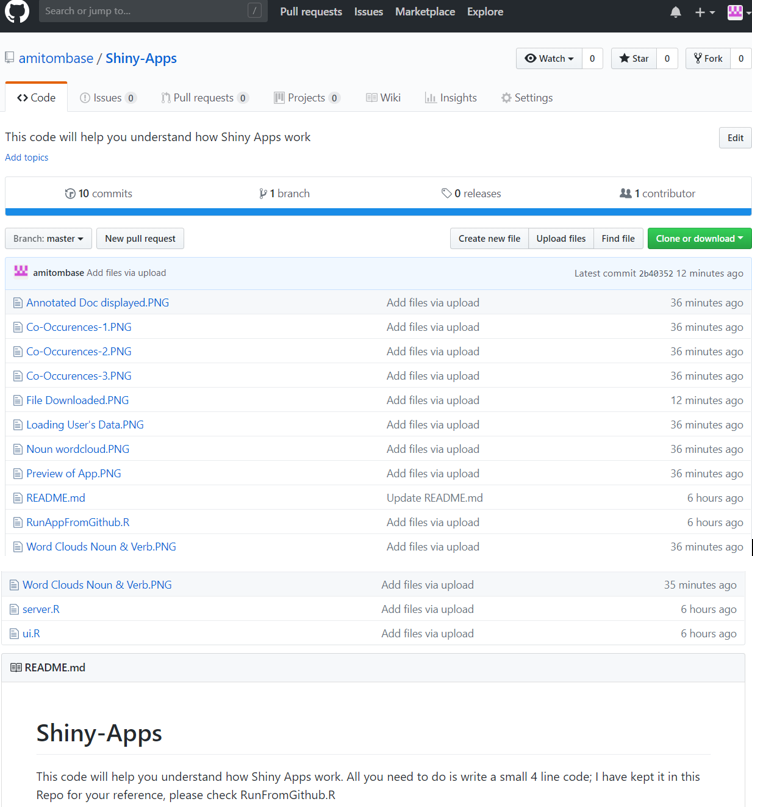 Search or jump to... /
Pull requests Issues Marketplace Explore
amitombase / Shiny-Apps
Watch 0 Star 0 Fork 0
Code Issues 0 Pull requests 0 Projects 0 Wiki Insights Settings
This code will help you understand how Shiny Apps work Edit
Add topics
10 commits 1 branch 0 releases 1 contributor
Branch: master New pull request Create new file Upload files Find file Clone or download
amitombase Add files via upload Latest commit 2b40352 12 minutes ago
Annotated Doc displayed.PNG Add files via upload 36 minutes ago
Co-Occurences-1.PNG Add files via upload 36 minutes ago
Co-Occurences-2.PNG Add files via upload 36 minutes ago
Co-Occurences-3.PNG Add files via upload 36 minutes ago
File Downloaded.PNG Add files via upload 12 minutes ago
Loading User's Data.PNG Add files via upload 36 minutes ago
Noun wordcloud.PNG Add files via upload 36 minutes ago
Preview of App.PNG Add files via upload 36 minutes ago
README.md Update README.md 6 hours ago
RunAppFromGithub.R Add files via upload 6 hours ago
Word Clouds Noun & Verb.PNG Add files via upload 36 minutes ago
Word Clouds Noun & Verb.PNG Add files via upload 35 minutes ago
server.R Add files via upload 6 hours ago
ui.R Add files via upload 6 hours ago
README.md
Shiny-Apps
This code will help you understand how Shiny Apps work. All you need to do is write a small 4 line code; I have kept it in this
Repo for your reference, please check RunFromGithub.R